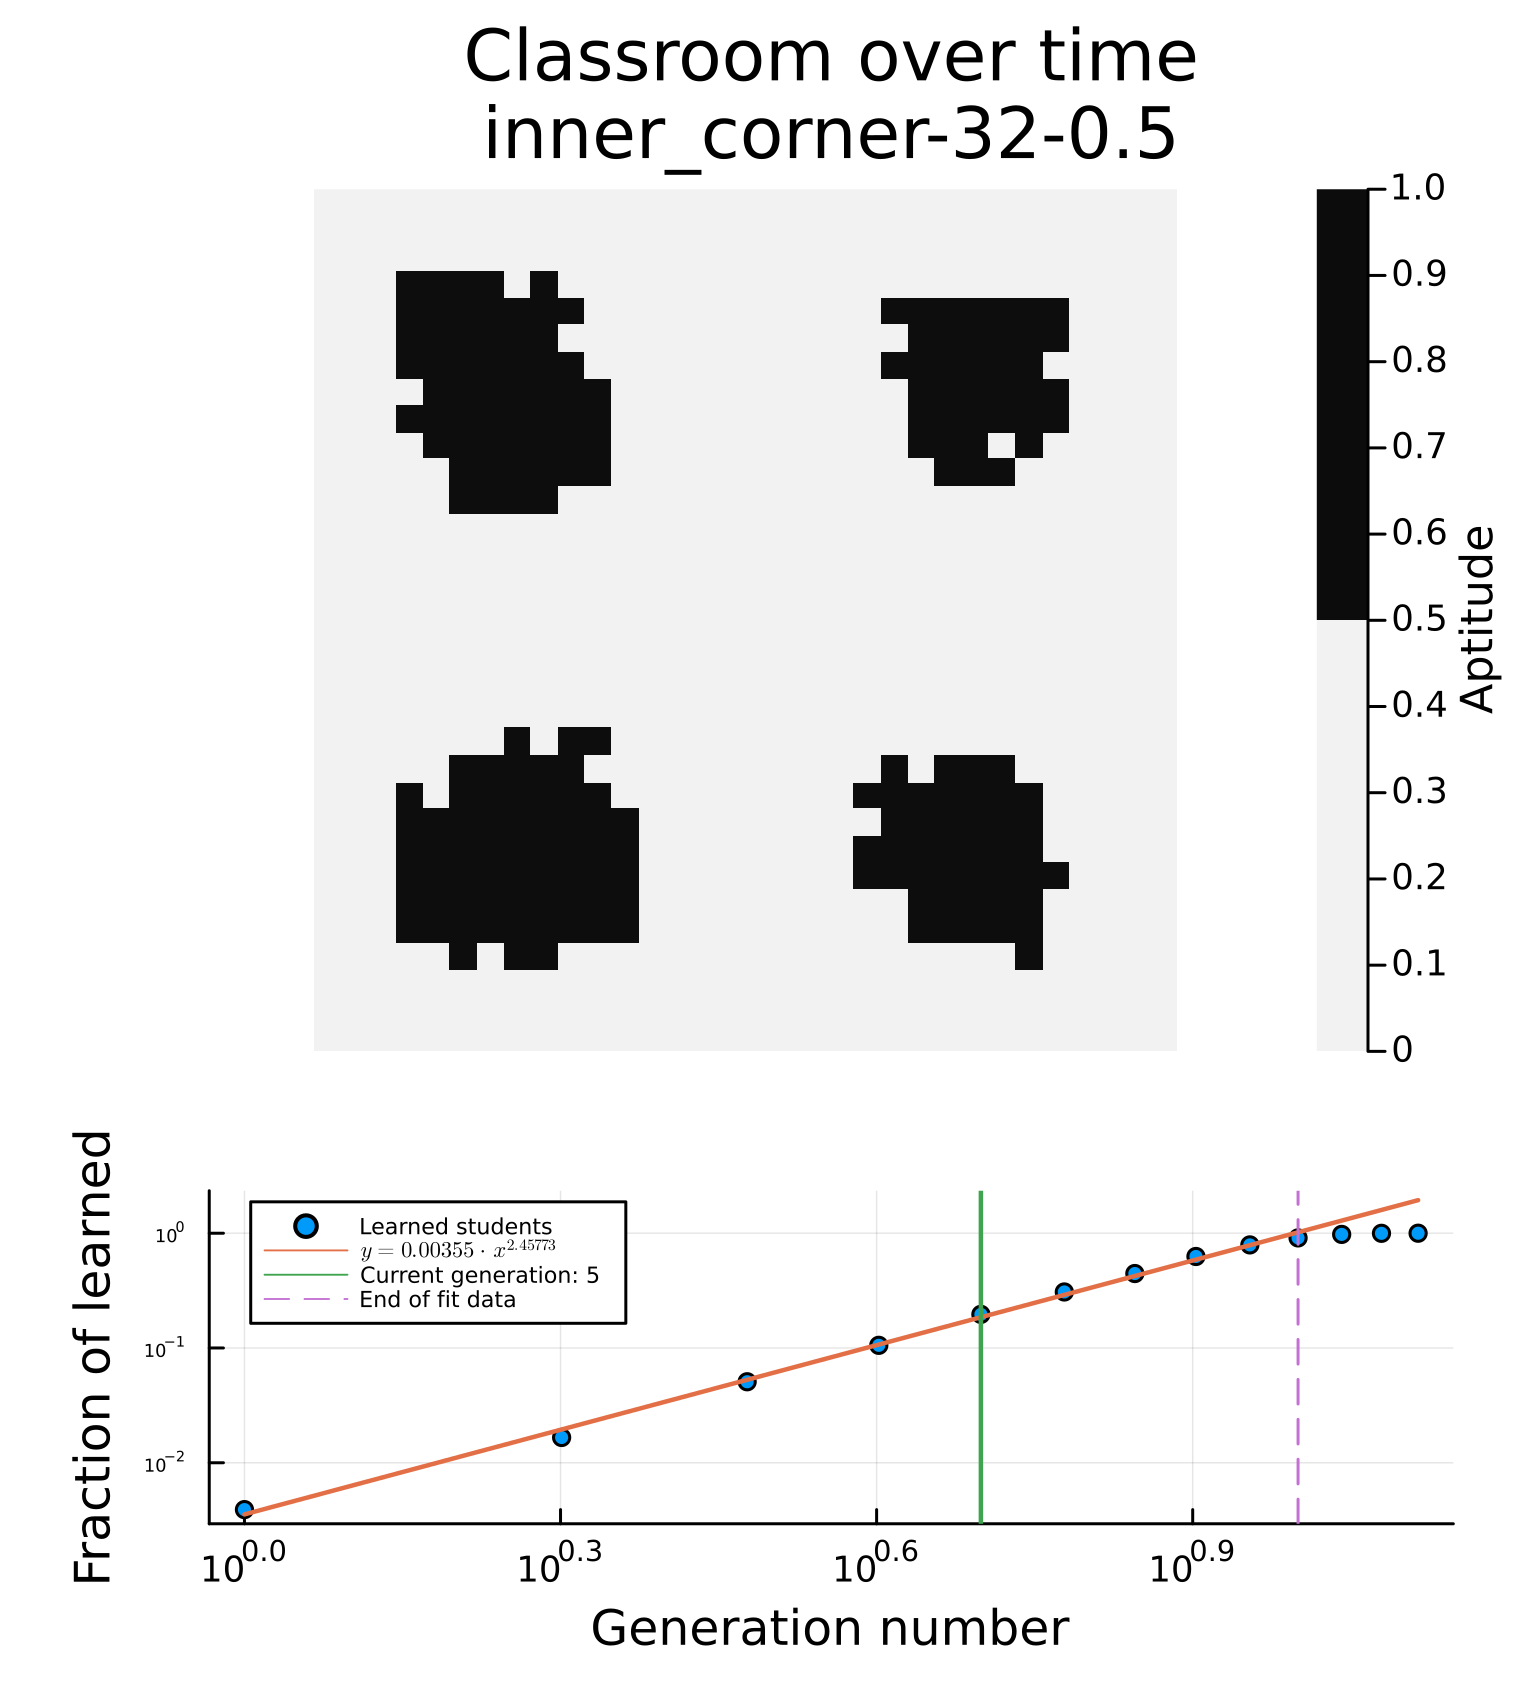 Classroom over time
inner_corner-32-0.5
1.0
0.9
0.8
0.7
0.6
0.5
0.4
0.3
0.2
0.1
0
Aptitude
Fraction of learned
10^0
10^-1
10^-2
Learned students
y = 0.00355 · x^2.45773
Current generation: 5
End of fit data
10^0.0 10^0.3 10^0.6 10^0.9
Generation number